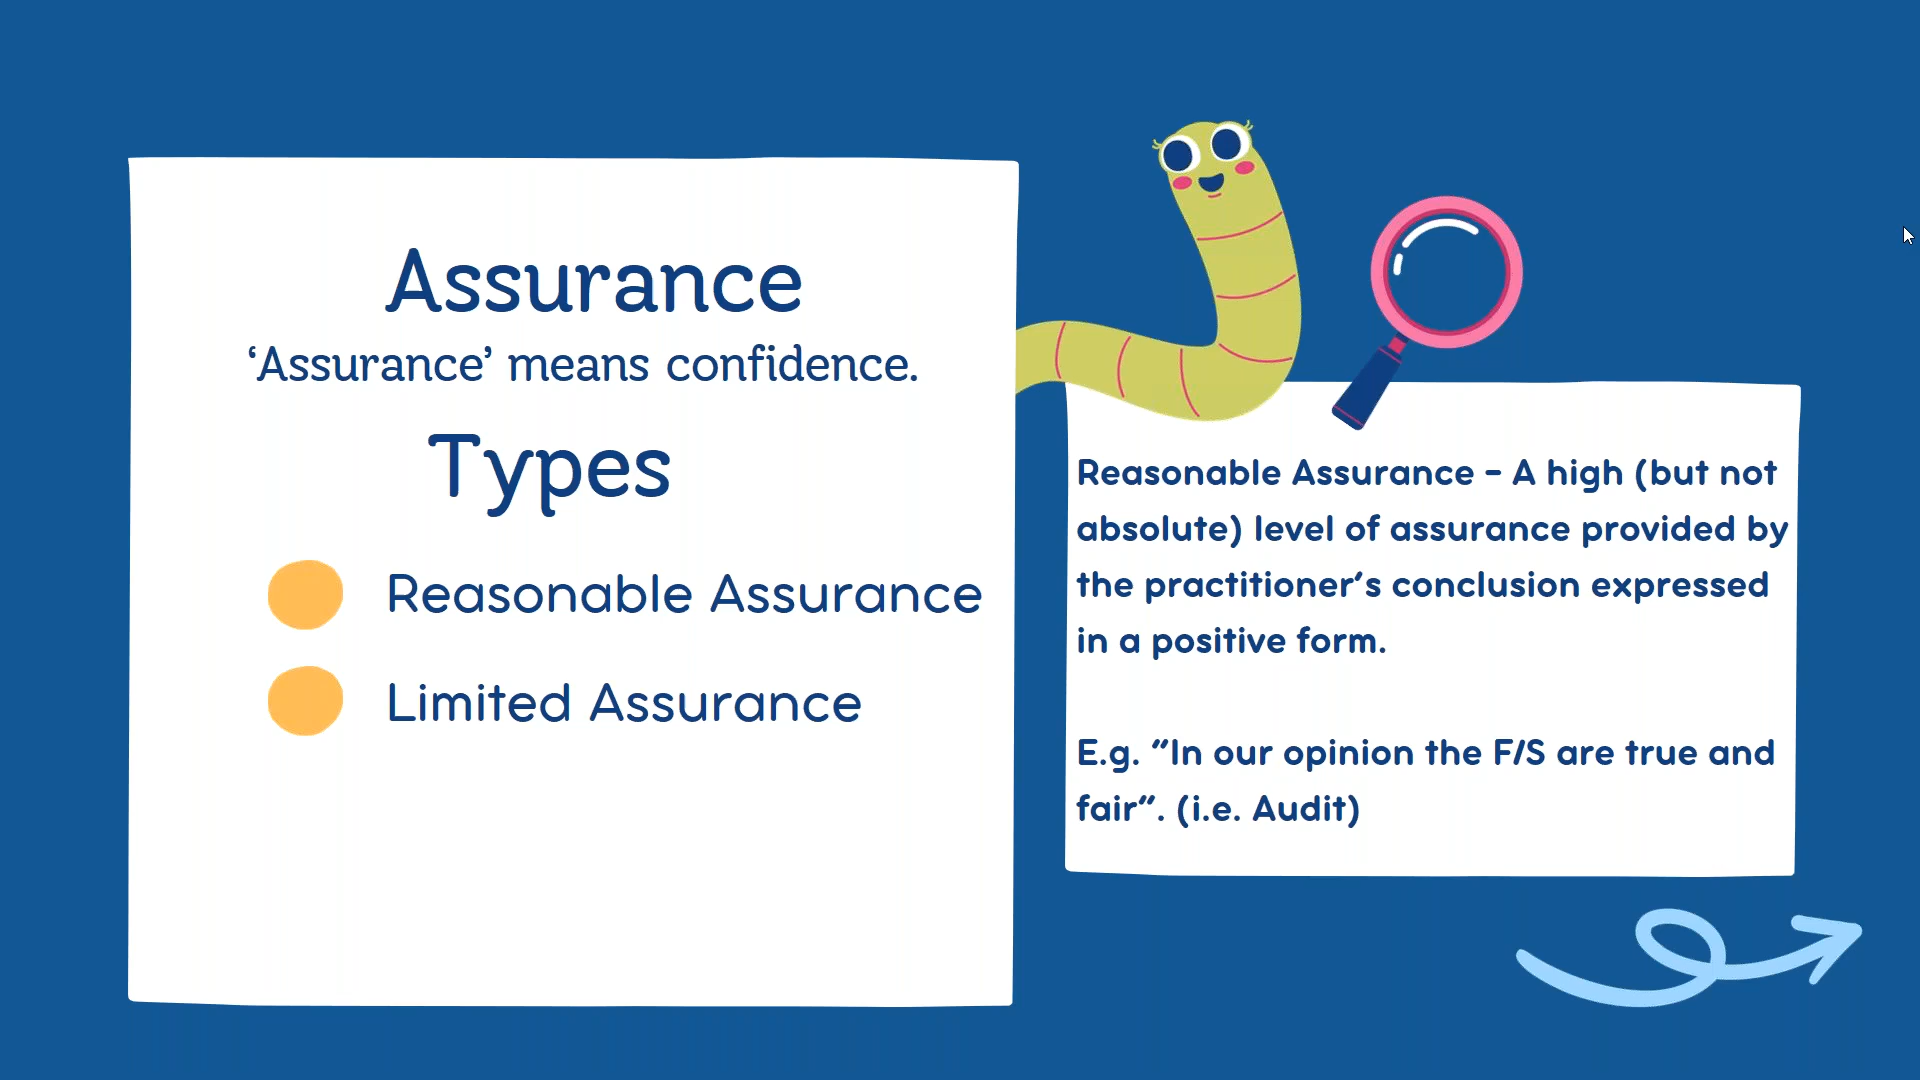 Assurance
‘Assurance’ means confidence.
Types
Reasonable Assurance
Limited Assurance
Reasonable Assurance - A high (but not
absolute) level of assurance provided by
the practitioner’s conclusion expressed
in a positive form.
E.g. “In our opinion the F/S are true and
fair”. (i.e. Audit)